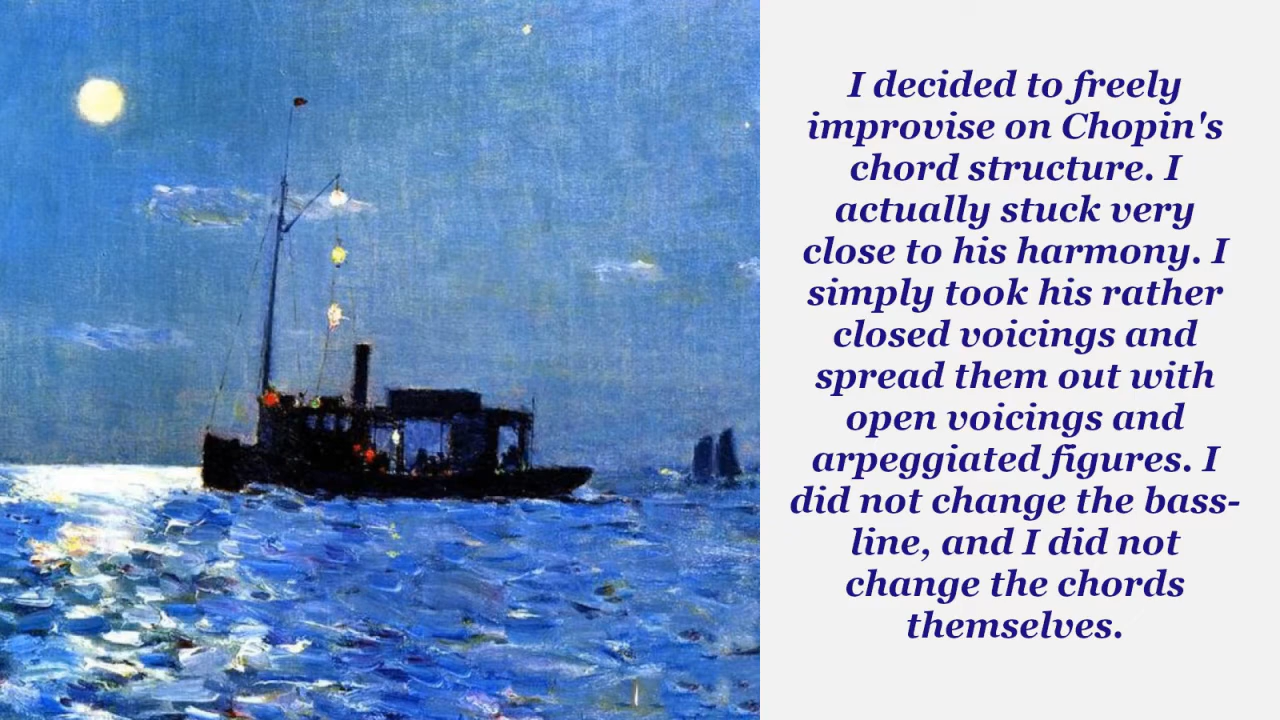 I decided to freely
improvise on Chopin's
chord structure. I
actually stuck very
close to his harmony. I
simply took his rather
closed voicings and
spread them out with
open voicings and
arpeggiated figures. I
did not change the bass-
line, and I did not
change the chords
themselves.